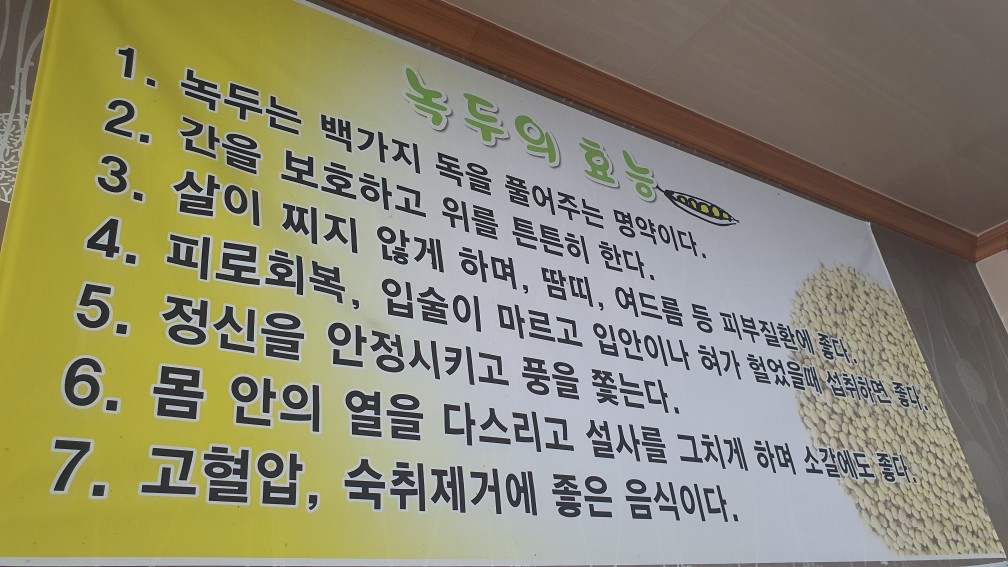 녹두의 효능
1. 녹두는 백가지 독을 풀어주는 명약이다.
2. 간을 보호하고 위를 튼튼히 한다.
3. 살이 찌지 않게 하며, 땀띠, 여드름 등 피부질환에 좋다.
4. 피로회복, 입술이 마르고 입안이나 혀가 헐었을때 섭취하면 좋다.
5. 정신을 안정시키고 풍을 쫓는다.
6. 몸 안의 열을 다스리고 설사를 그치게 하며 소갈에도 좋다.
7. 고혈압, 숙취제거에 좋은 음식이다.